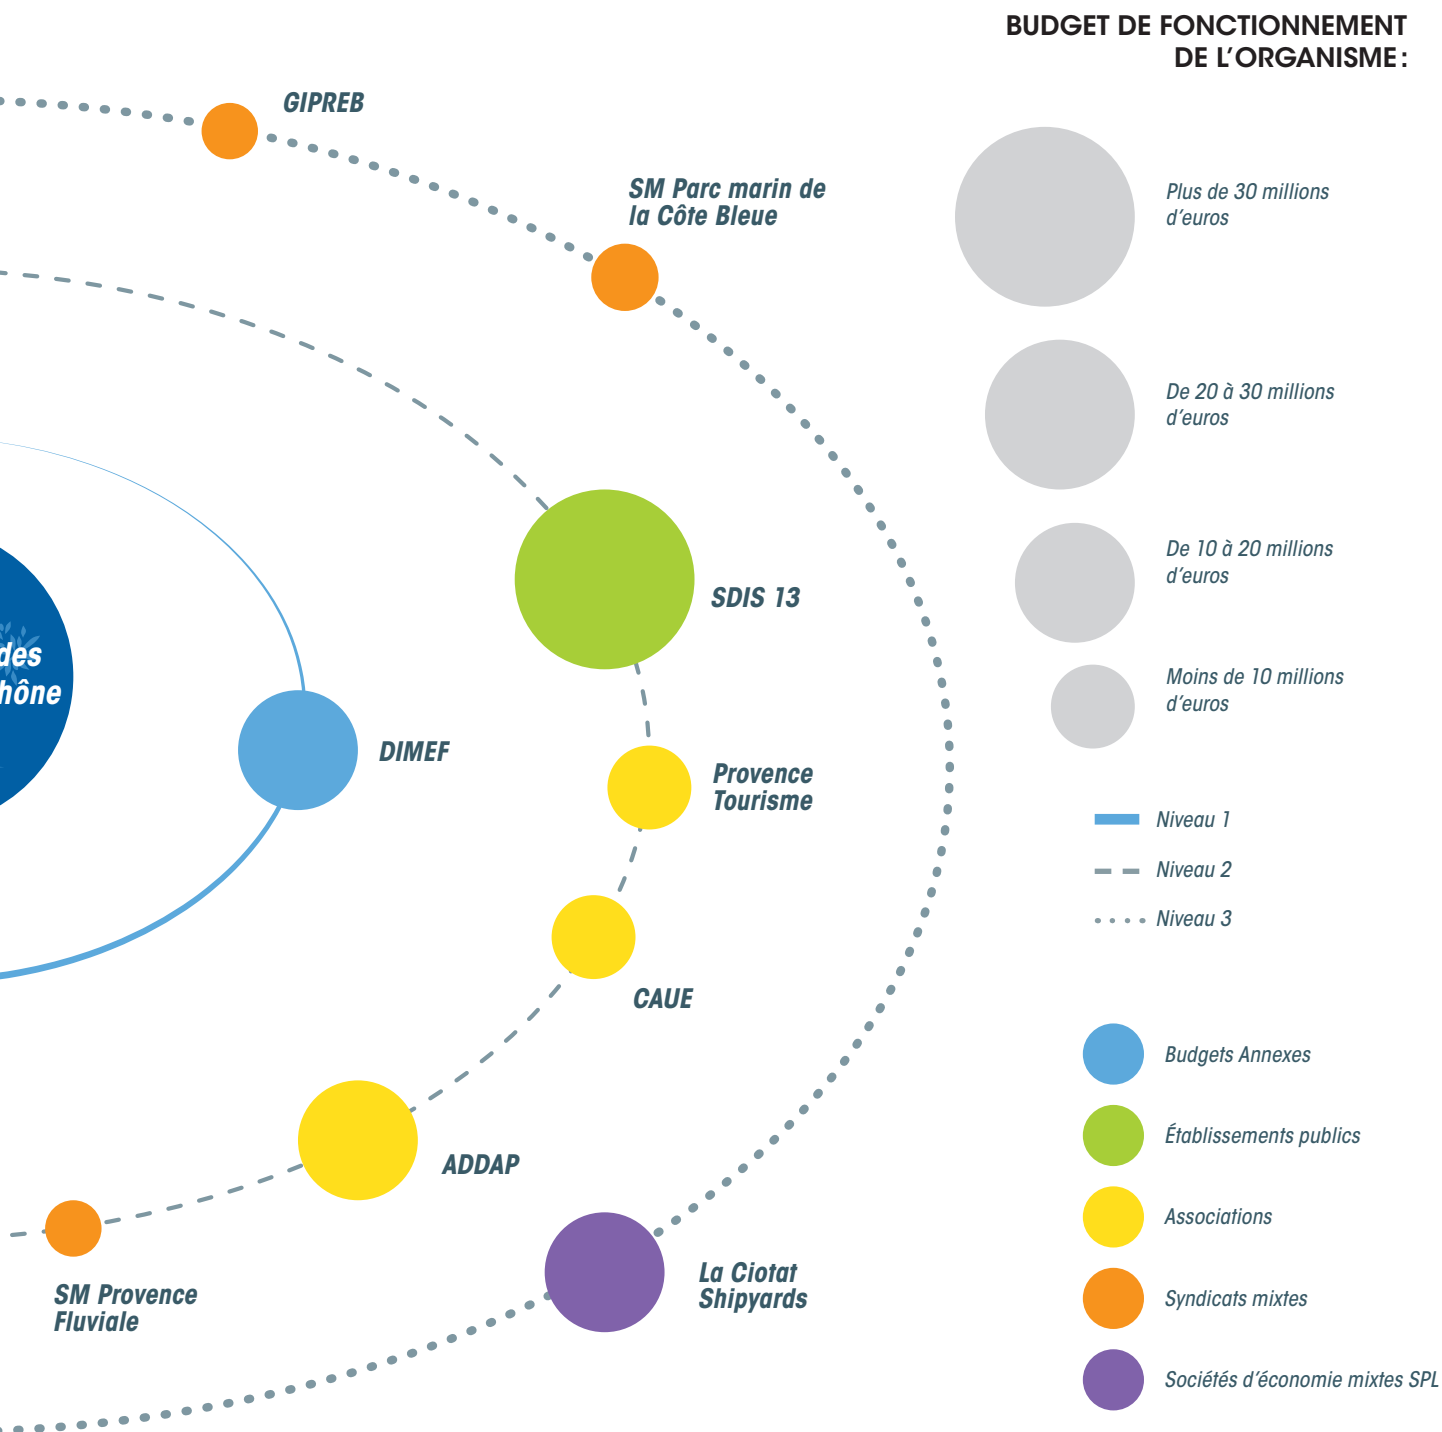 BUDGET DE FONCTIONNEMENT
DE L’ORGANISME :
GIPREB
SM Parc marin de
la Côte Bleue
Plus de 30 millions
d’euros
De 20 à 30 millions
d’euros
De 10 à 20 millions
d’euros
SDIS 13
des
hône
Moins de 10 millions
d’euros
DIMEF
Provence
Tourisme
Niveau 1
Niveau 2
Niveau 3
CAUE
Budgets Annexes
Établissements publics
ADDAP
Associations
SM Provence
Fluviale
La Ciotat
Shipyards
Syndicats mixtes
Sociétés d’économie mixtes SPL